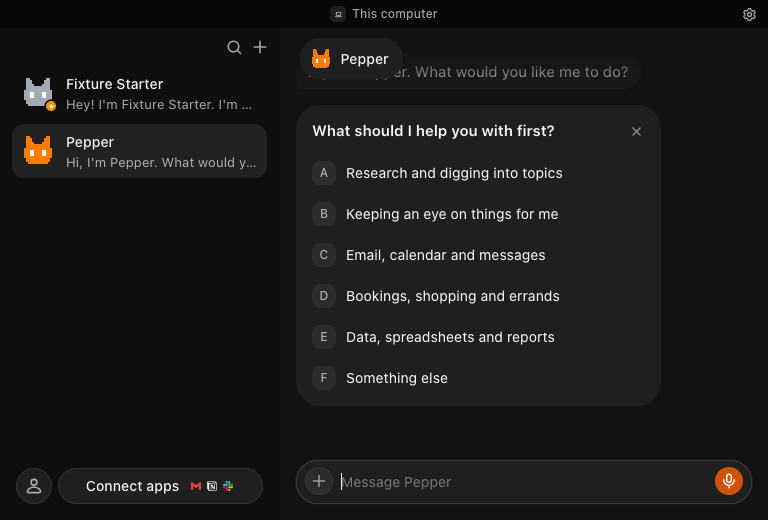 This computer
Fixture Starter
Hey! I'm Fixture Starter. I'm ...
Pepper
Hi, I'm Pepper. What would y...
Connect apps
Pepper
What would you like me to do?
What should I help you with first?
A Research and digging into topics
B Keeping an eye on things for me
C Email, calendar and messages
D Bookings, shopping and errands
E Data, spreadsheets and reports
F Something else
Message Pepper